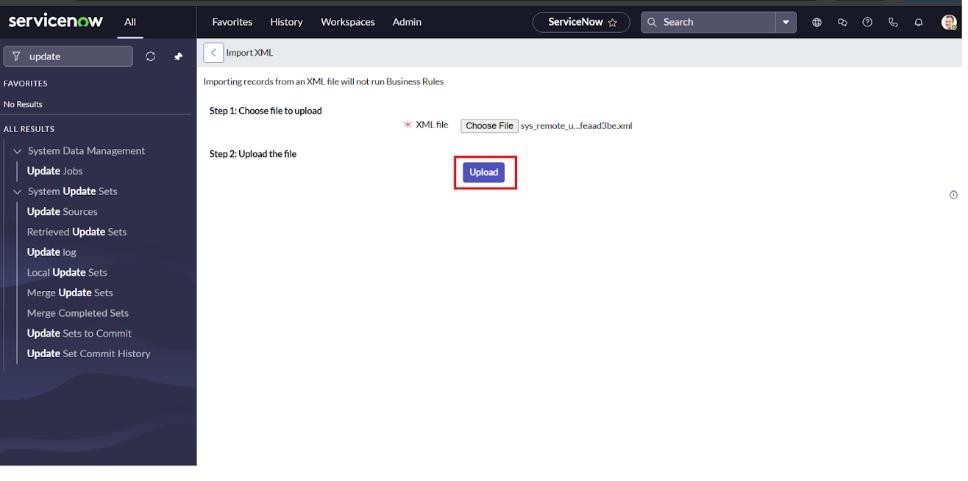 servicenow All Favorites History Workspaces Admin ServiceNow Search
update
Import XML
Importing records from an XML file will not run Business Rules
FAVORITES
No Results
Step 1: Choose file to upload
XML file Choose File sys_remote_u...feaad3be.xml
ALL RESULTS
System Data Management
Step 2: Upload the file
Upload
Update Jobs
System Update Sets
Update Sources
Retrieved Update Sets
Update log
Local Update Sets
Merge Update Sets
Merge Completed Sets
Update Sets to Commit
Update Set Commit History